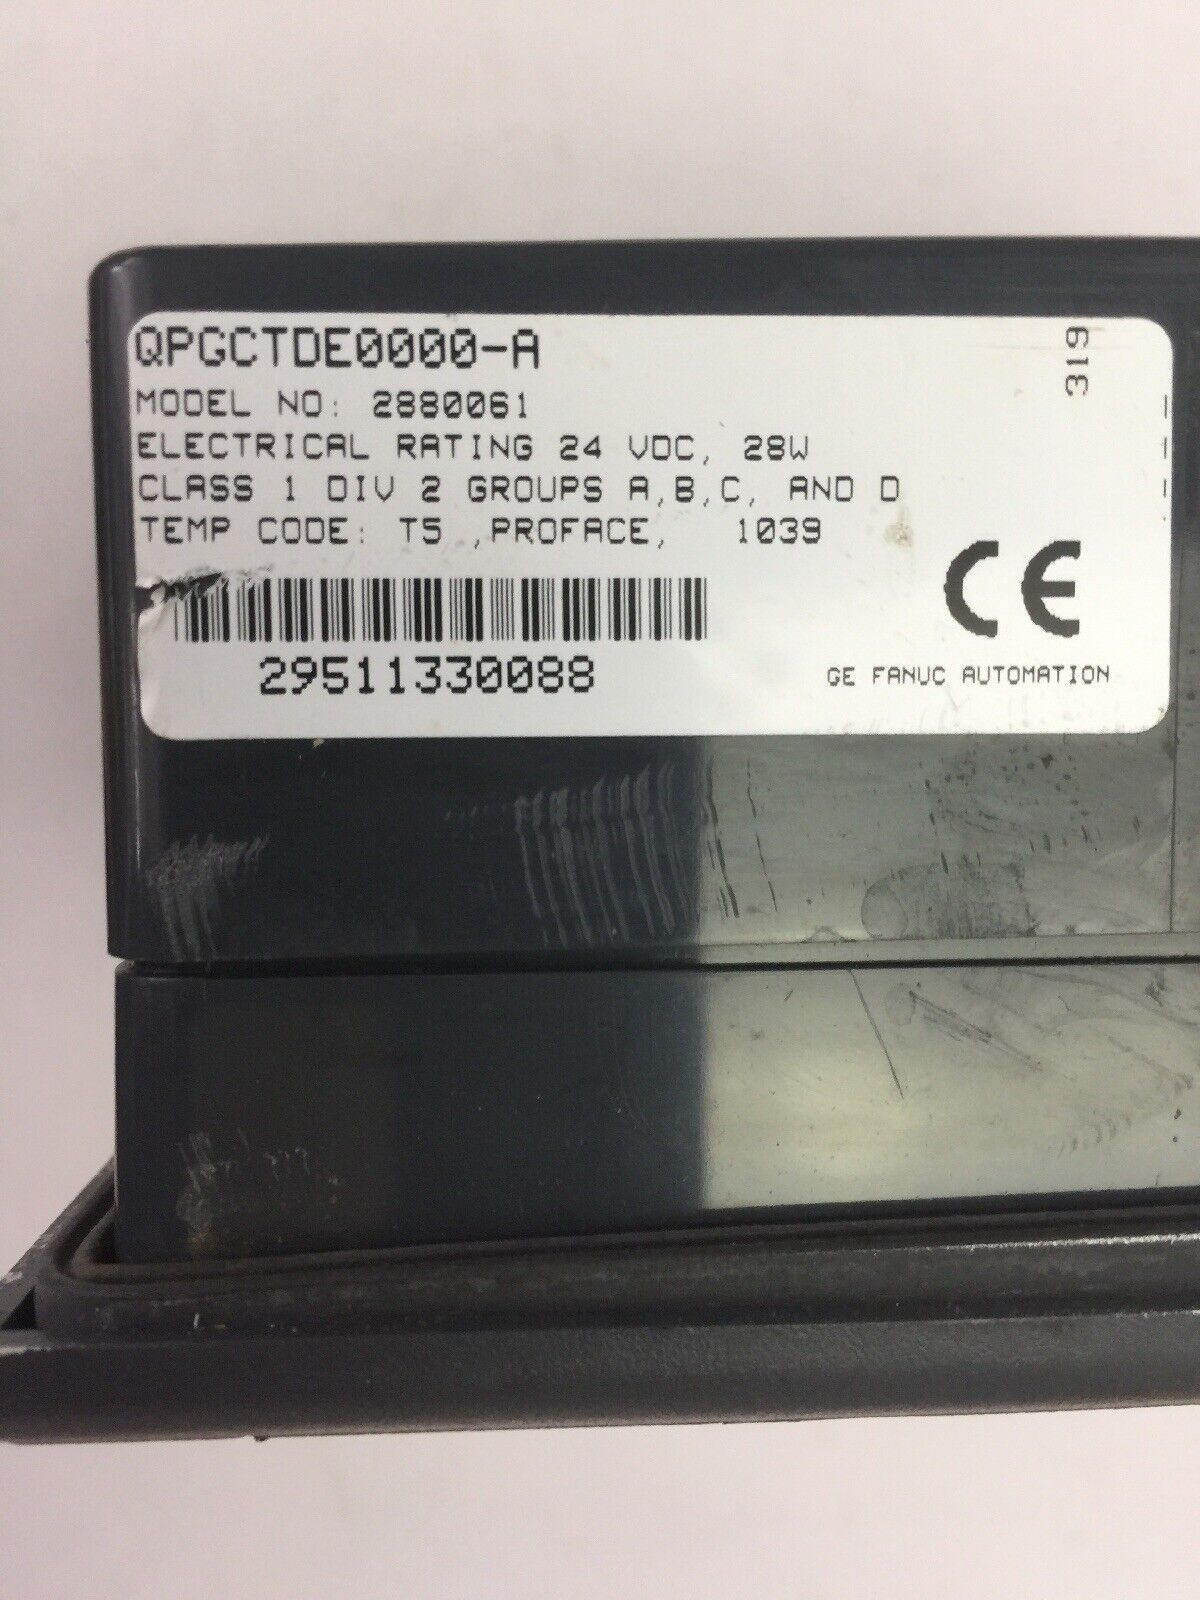 QPGCTDE0000-A
319
MODEL NO: 2880061
ELECTRICAL RATING 24 VDC, 28W
CLASS 1 DIV 2 GROUPS A,B,C, AND D
TEMP CODE: T5 ,PROFACE, 1039
CE
29511330088
GE FANUC AUTOMATION